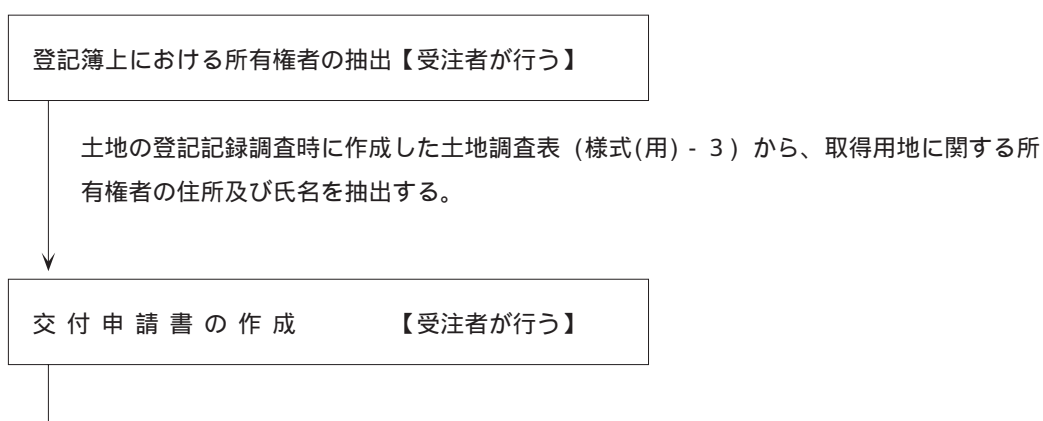 登記簿上における所有権者の抽出【受注者が行う】
土地の登記記録調査時に作成した土地調査表（様式(用)‐３）から、取得用地に関する所
有権者の住所及び氏名を抽出する。
交 付 申 請 書 の 作 成　　　【受注者が行う】